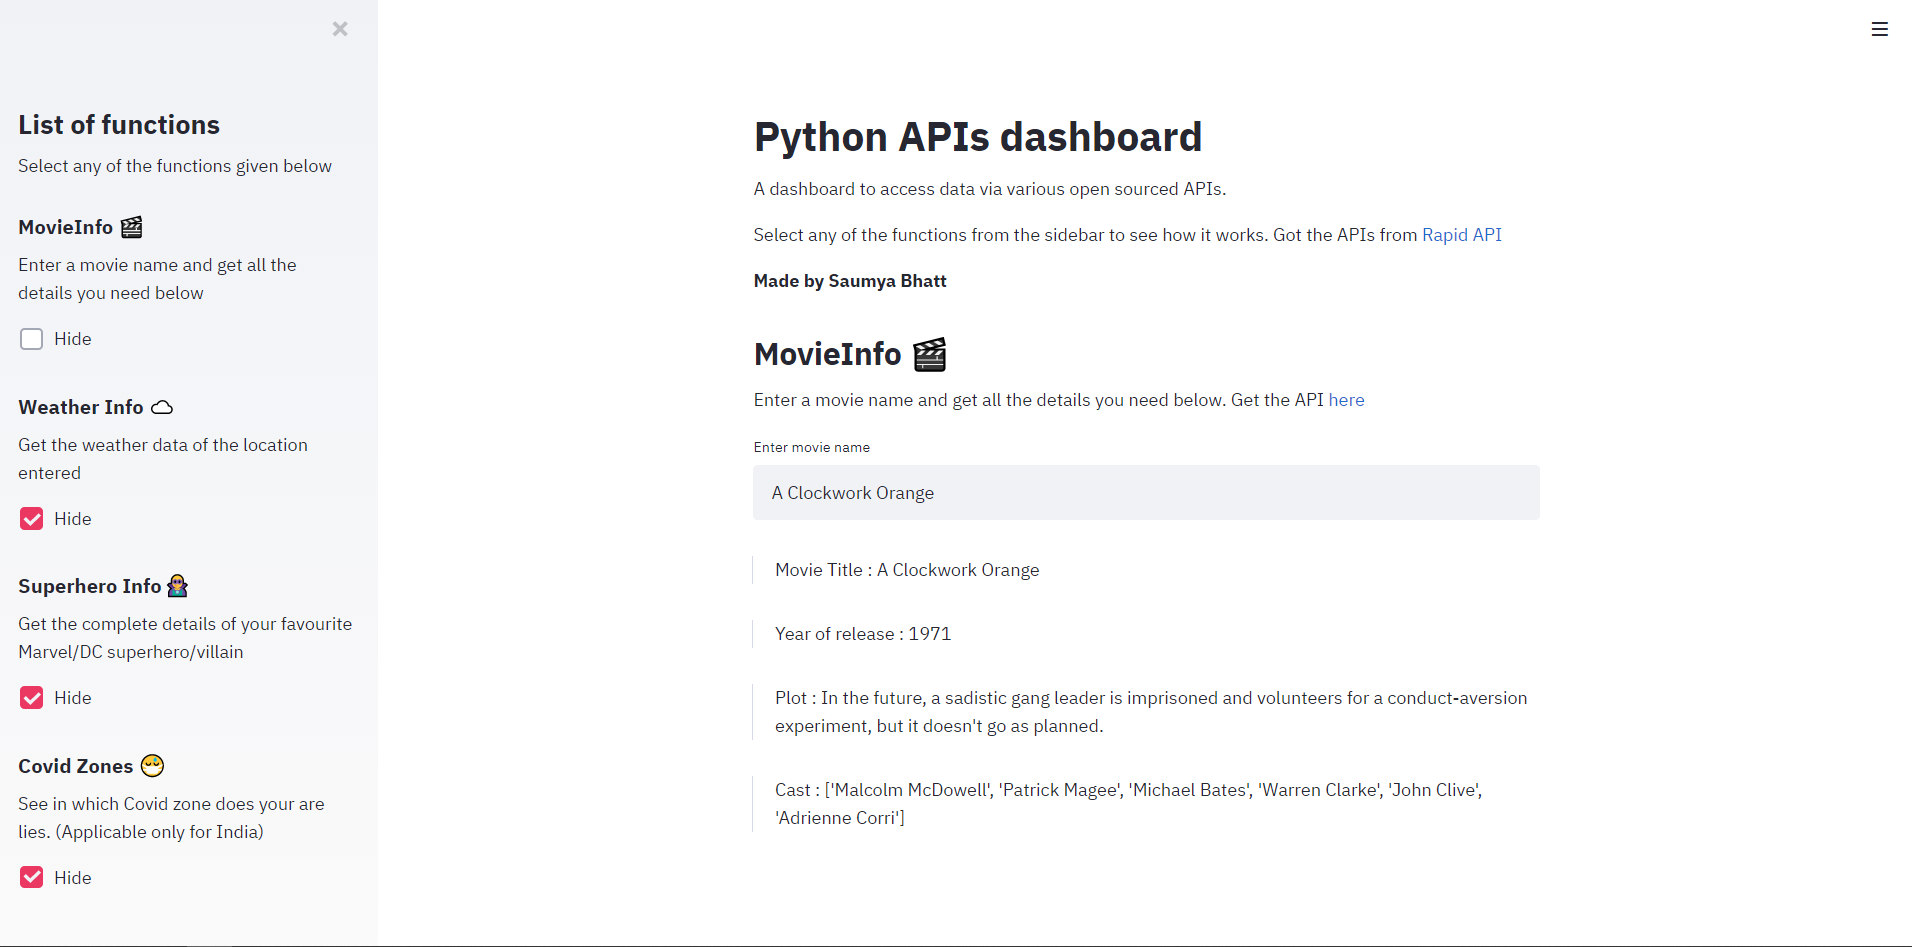 List of functions
Select any of the functions given below
MovieInfo 🎬
Enter a movie name and get all the
details you need below
Hide
Weather Info
Get the weather data of the location
entered
Hide
Superhero Info
Get the complete details of your favourite
Marvel/DC superhero/villain
Hide
Covid Zones
See in which Covid zone does your are
lies. (Applicable only for India)
Hide
Python APIs dashboard
A dashboard to access data via various open sourced APIs.
Select any of the functions from the sidebar to see how it works. Got the APIs from Rapid API
Made by Saumya Bhatt
MovieInfo 🎬
Enter a movie name and get all the details you need below. Get the API here
Enter movie name
A Clockwork Orange
Movie Title : A Clockwork Orange
Year of release : 1971
Plot : In the future, a sadistic gang leader is imprisoned and volunteers for a conduct-aversion
experiment, but it doesn't go as planned.
Cast : ['Malcolm McDowell', 'Patrick Magee', 'Michael Bates', 'Warren Clarke', 'John Clive',
'Adrienne Corri']